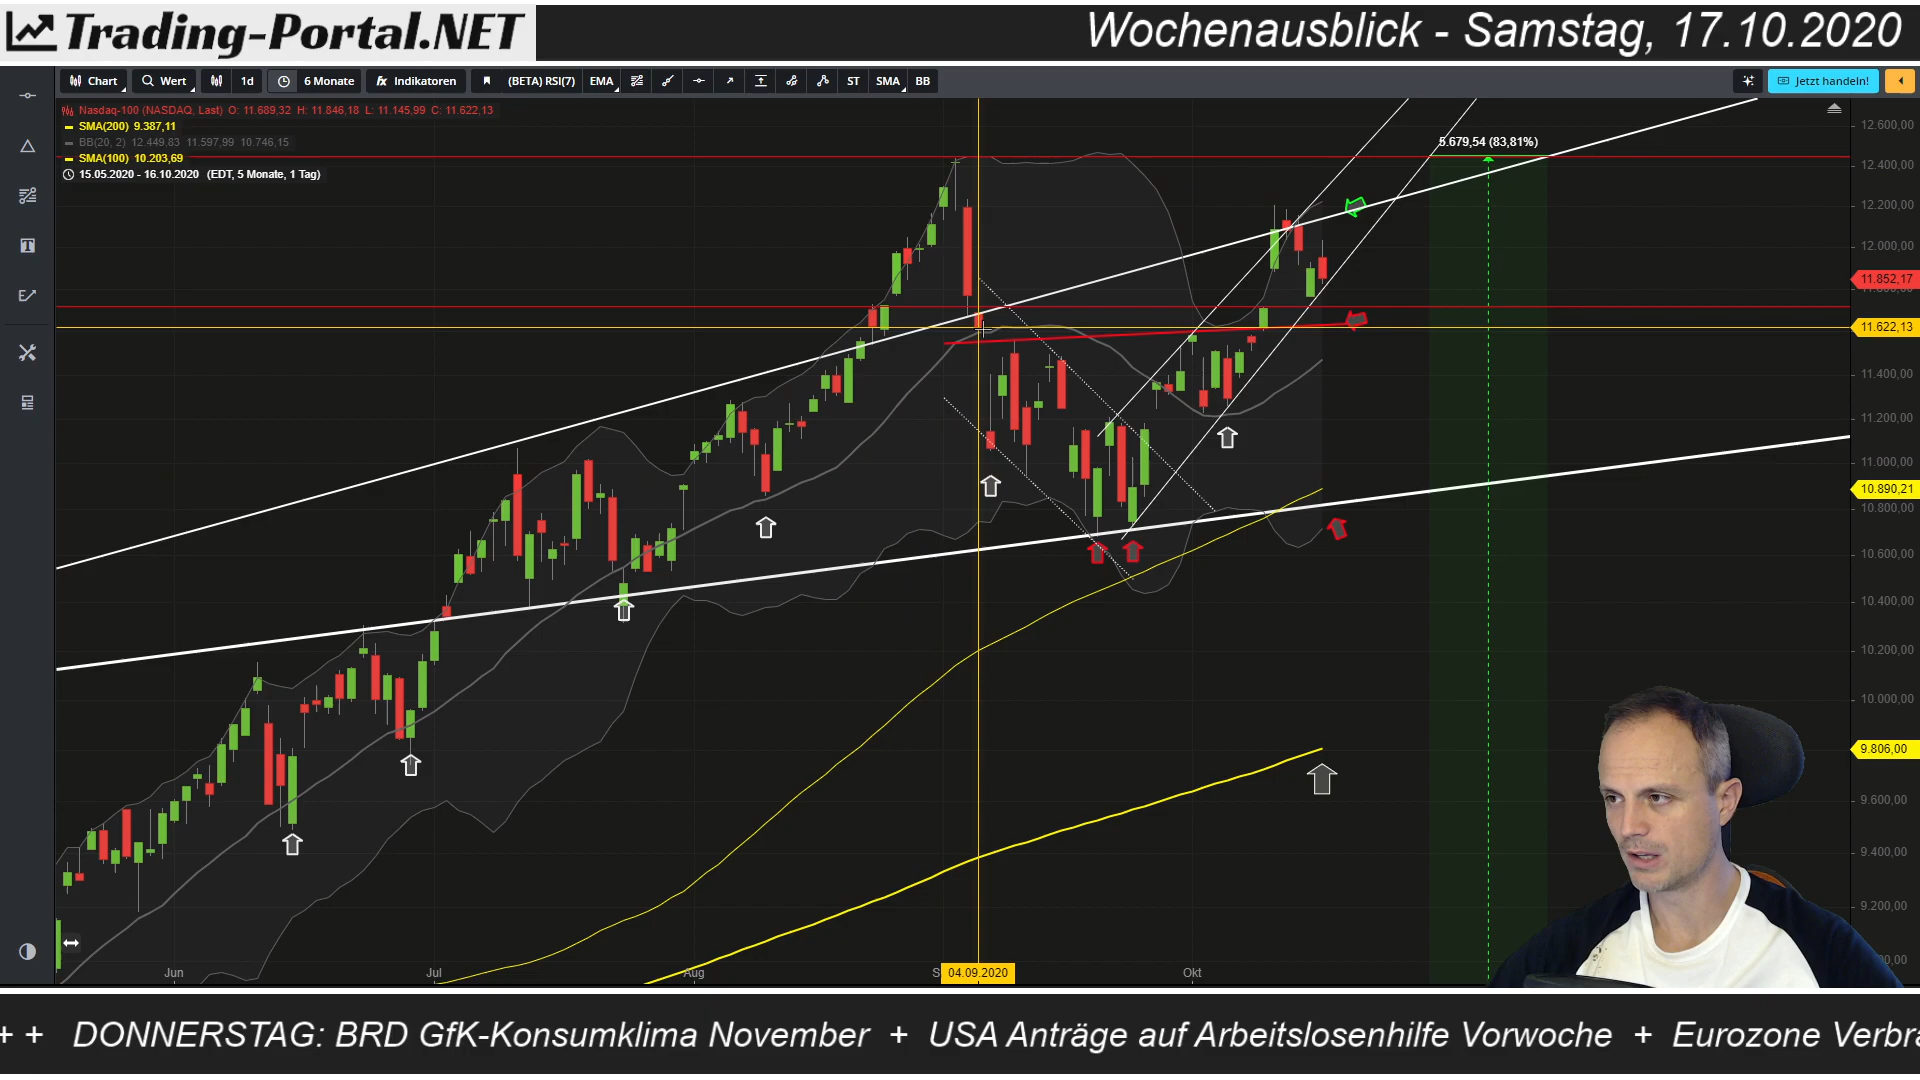 Trading-Portal.NET
Wochenausblick - Samstag, 17.10.2020
Chart Wert 1d 6 Monate fx Indikatoren (BETA) RSI(7) EMA ST SMA BB Jetzt handeln!
Nasdaq-100 (NASDAQ, Last) O: 11.689,32 H: 11.846,18 L: 11.145,99 C: 11.622,13
SMA(200) 9.387,11
BB(20, 2) 12.449,83 11.597,99 10.746,15
SMA(100) 10.203,69
15.05.2020 - 16.10.2020 (EDT, 5 Monate, 1 Tag)
5.679,54 (83,81%)
12.600,00
12.400,00
12.200,00
12.000,00
11.852,17
11.622,13
11.400,00
11.200,00
11.000,00
10.890,21
10.800,00
10.600,00
10.400,00
10.200,00
10.000,00
9.806,00
9.600,00
9.400,00
9.200,00
Jun Jul Aug 04.09.2020 Okt
+ + DONNERSTAG: BRD GfK-Konsumklima November + USA Anträge auf Arbeitslosenhilfe Vorwoche + Eurozone Verbra